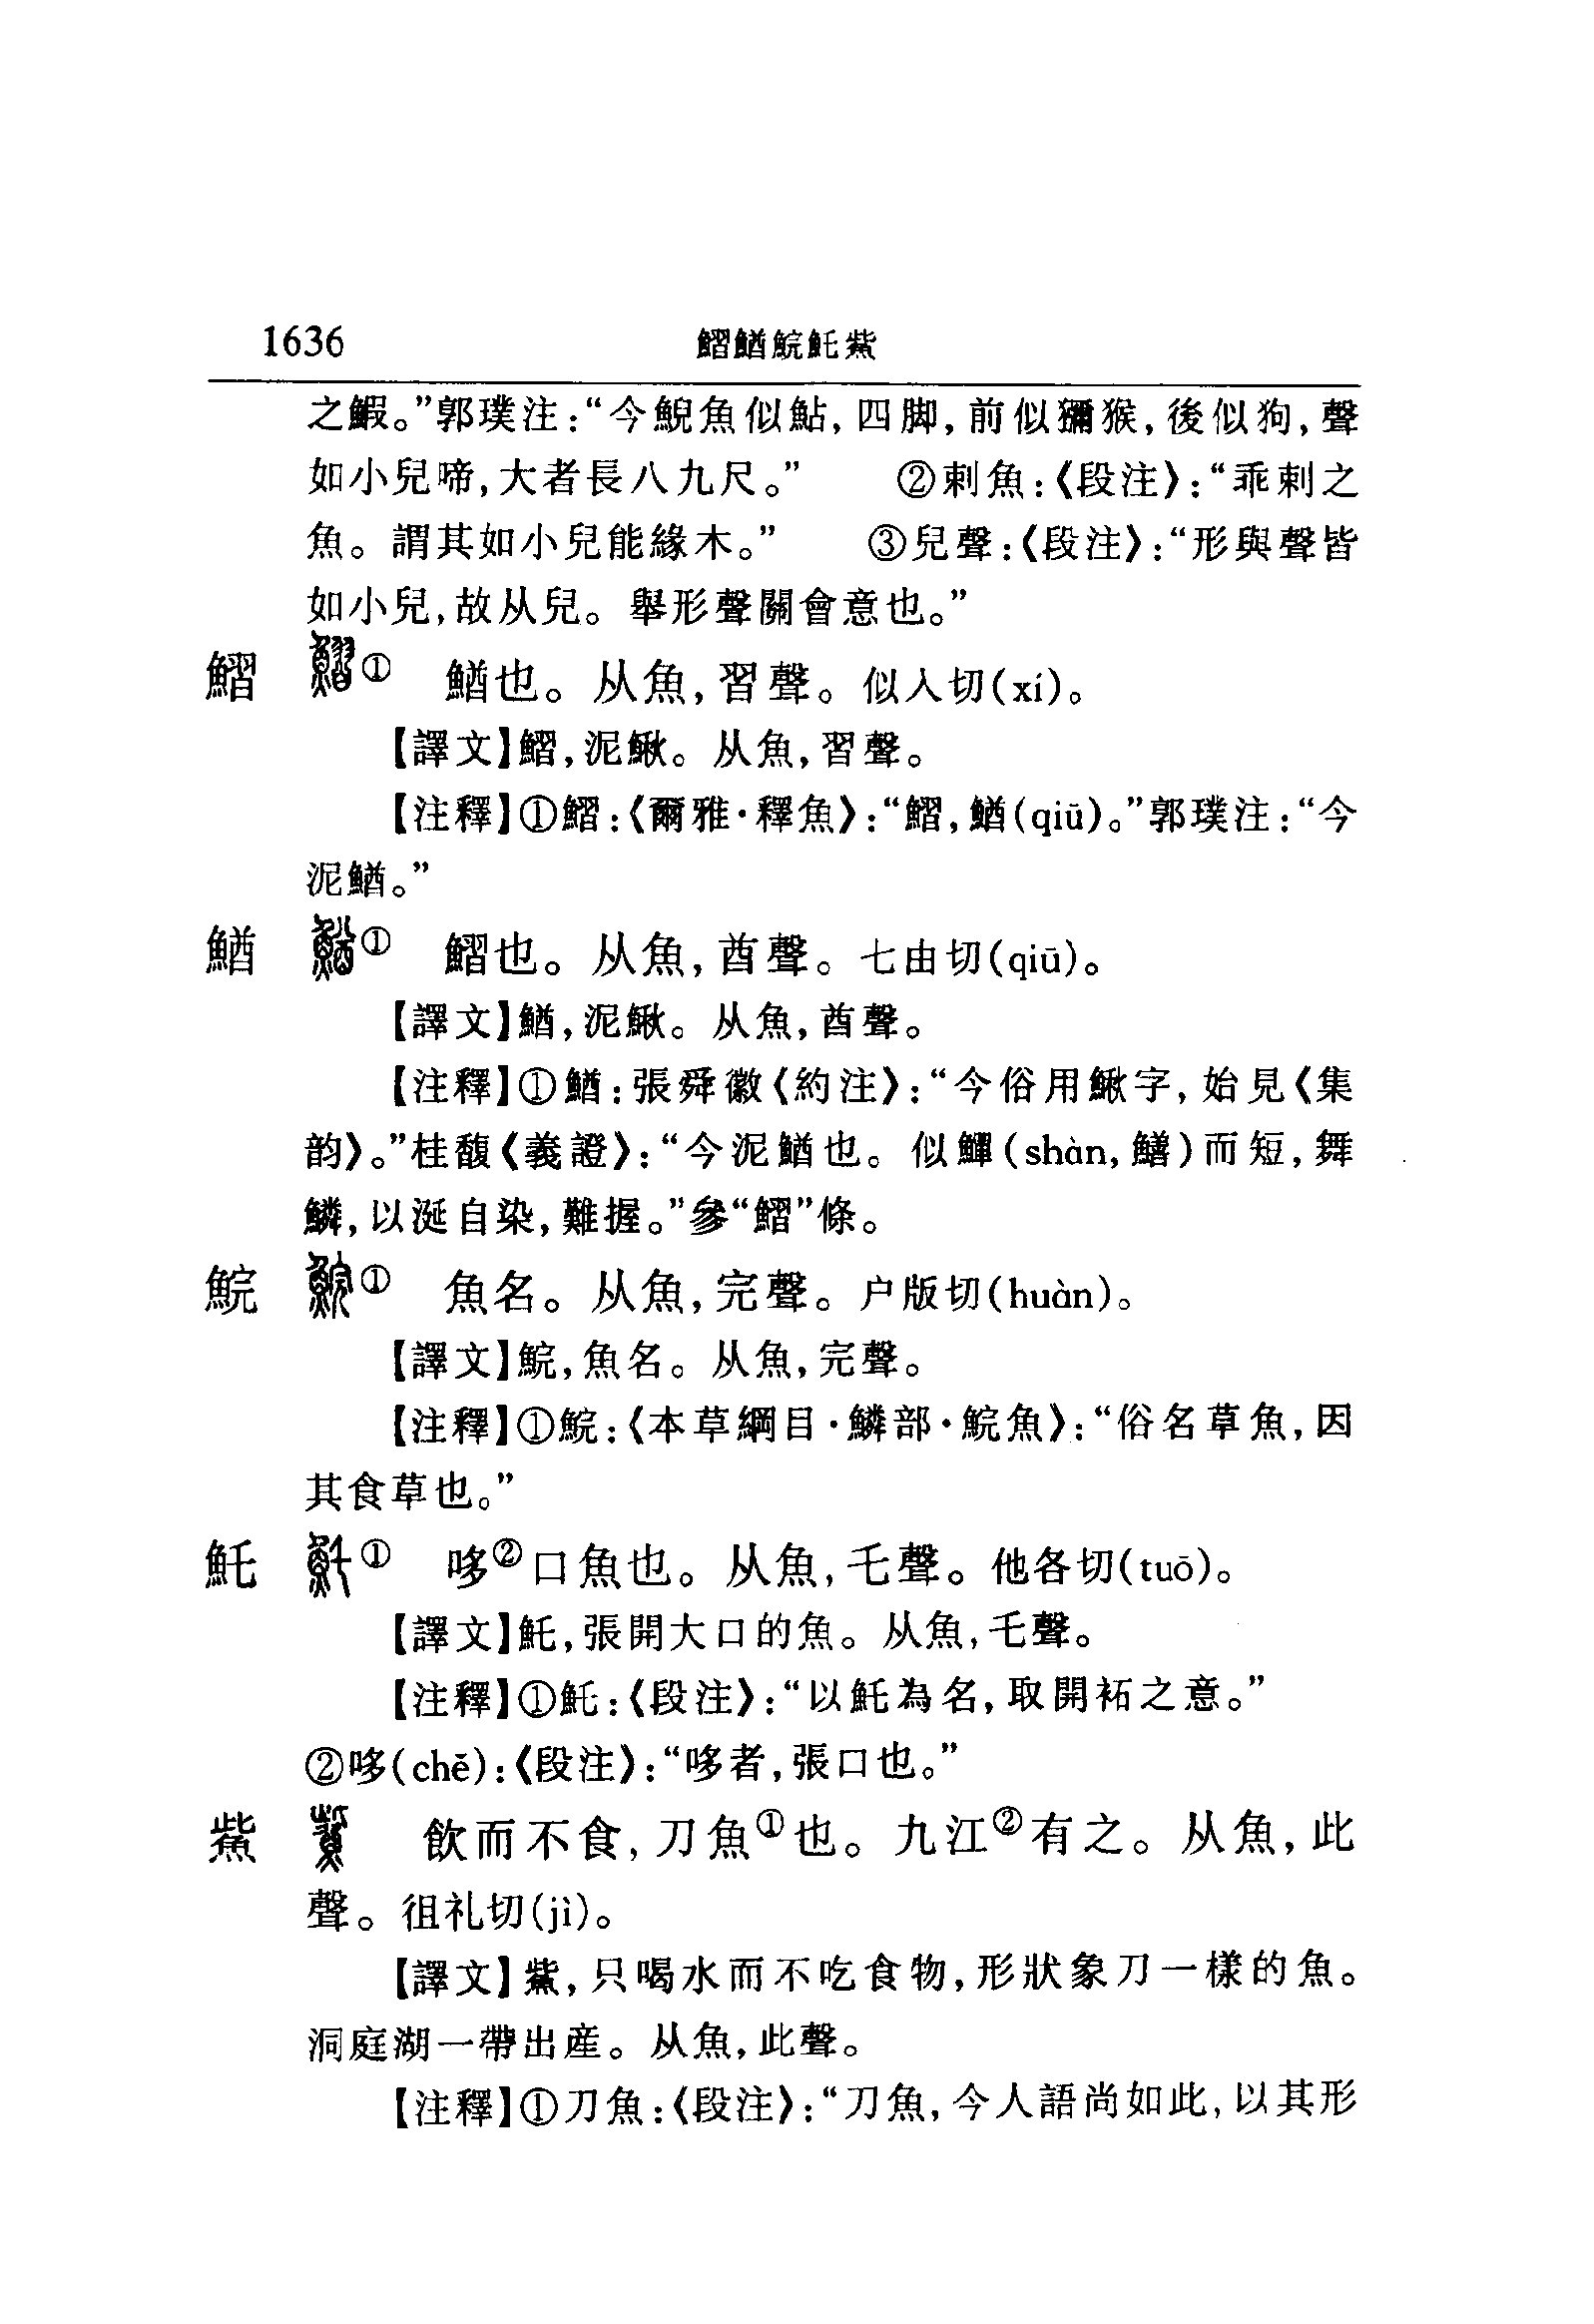 1636 鰼鰌鯇魠鮆
之鰕。”郭璞注：“今鯢魚似鮎，四脚，前似獼猴，後似狗，聲
如小兒啼，大者長八九尺。” ②剌魚：《段注》：“乖剌之
魚。謂其如小兒能緣木。” ③兒聲：《段注》：“形與聲皆
如小兒，故从兒。舉形聲關會意也。”
鰼 ① 鰌也。从魚，習聲。似入切(xí)。
【譯文】鰼，泥鰍。从魚，習聲。
【注釋】①鰼：《爾雅·釋魚》：“鰼，鰌(qiū)。”郭璞注：“今
泥鰌。”
鰌 ① 鰼也。从魚，酋聲。七由切(qiū)。
【譯文】鰌，泥鰍。从魚，酋聲。
【注釋】①鰌：張舜徽《約注》：“今俗用鰍字，始見《集
韵》。”桂馥《義證》：“今泥鰌也。似鱓(shàn,鱔)而短，舞
鱗，以涎自染，難握。”參“鰼”條。
鯇 ① 魚名。从魚，完聲。户版切(huàn)。
【譯文】鯇，魚名。从魚，完聲。
【注釋】①鯇：《本草綱目·鱗部·鯇魚》：“俗名草魚，因
其食草也。”
魠 ① 哆②口魚也。从魚，乇聲。他各切(tuō)。
【譯文】魠，張開大口的魚。从魚，乇聲。
【注釋】①魠：《段注》：“以魠為名，取開袥之意。”
②哆(chě)：《段注》：“哆者，張口也。”
鮆 飲而不食，刀魚①也。九江②有之。从魚，此
聲。徂礼切(jì)。
【譯文】鮆，只喝水而不吃食物，形狀象刀一樣的魚。
洞庭湖一帶出産。从魚，此聲。
【注釋】①刀魚：《段注》：“刀魚，今人語尚如此，以其形